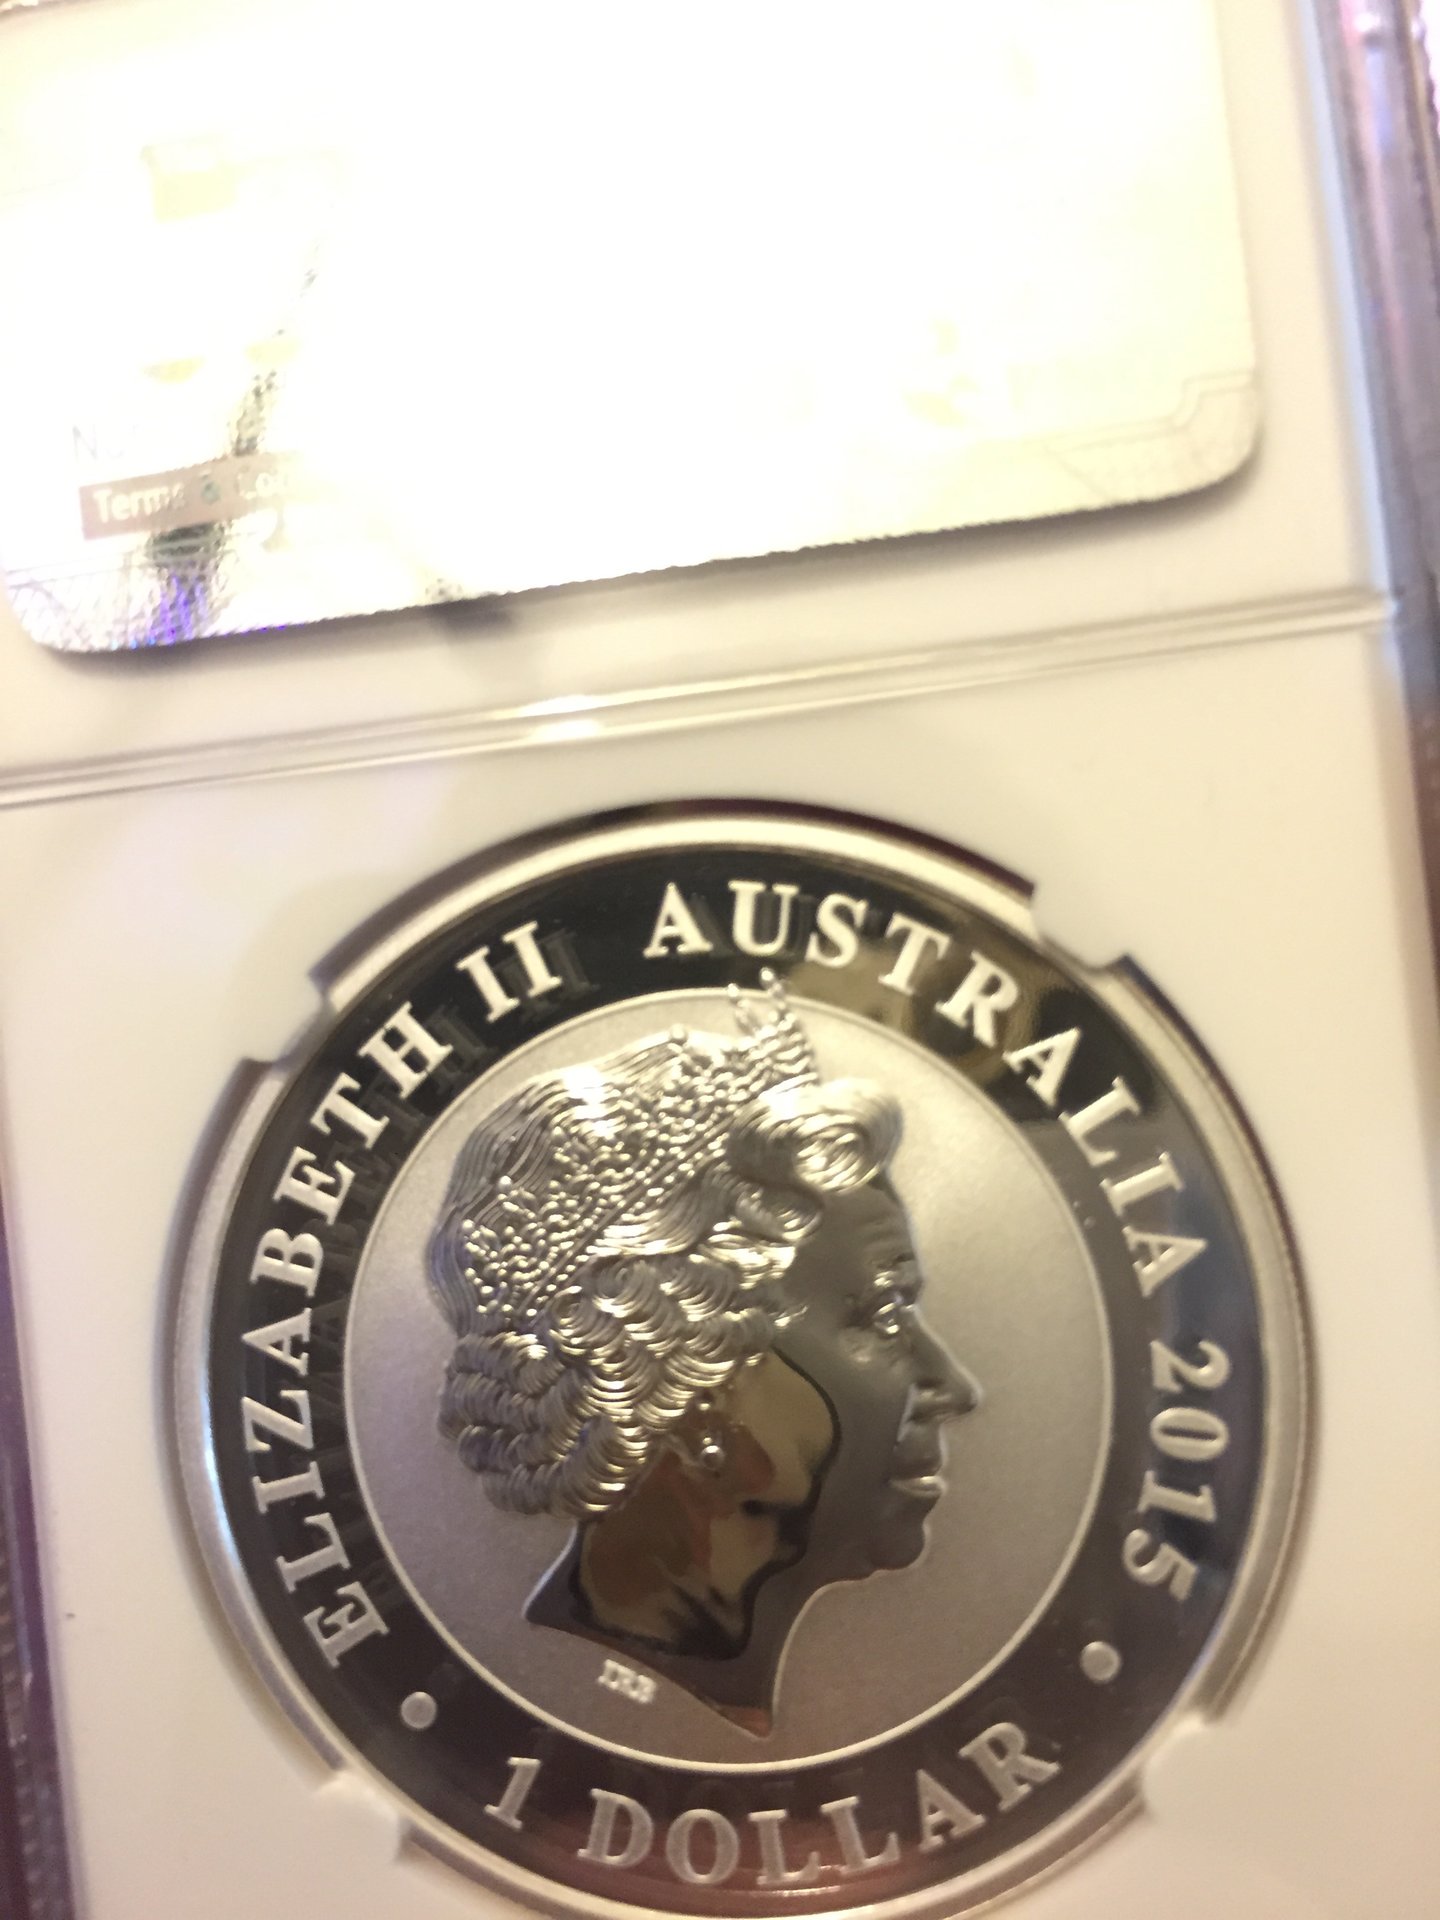 Terms &
ELIZABETH II AUSTRALIA 2015
IRB
1 DOLLAR